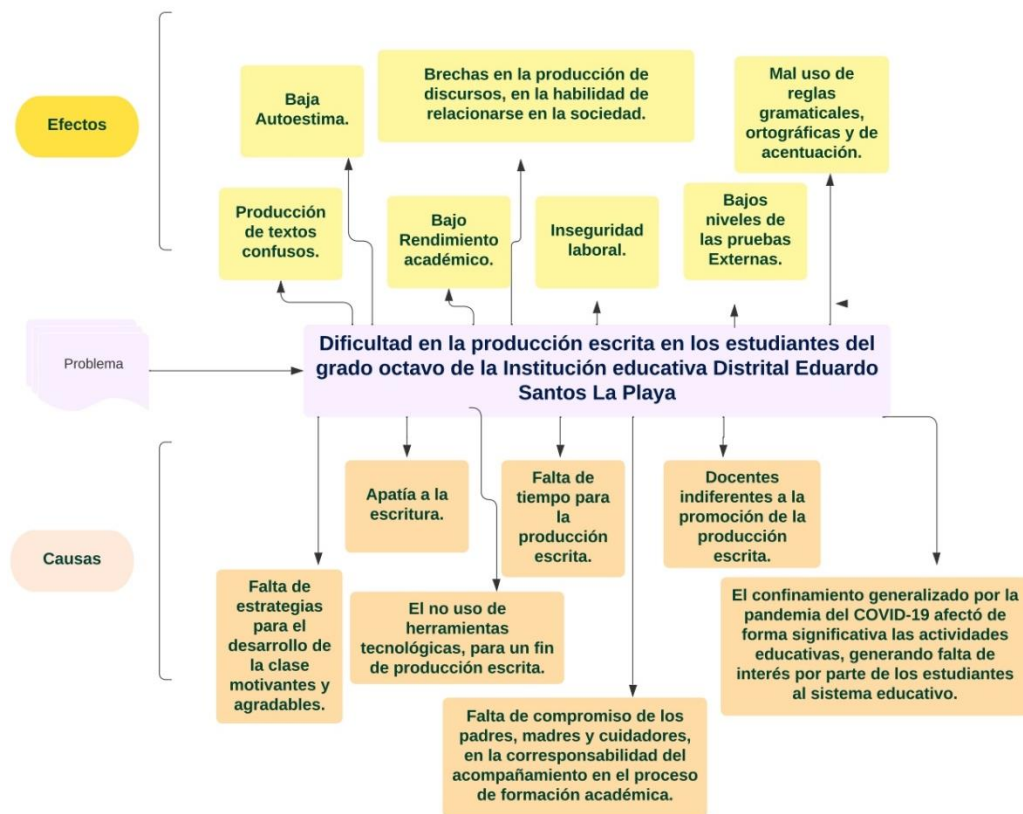 Efectos
Baja
Autoestima.
Brechas en la producción de
discursos, en la habilidad de
relacionarse en la sociedad.
Mal uso de
reglas
gramaticales,
ortográficas y de
acentuación.
Producción
de textos
confusos.
Bajo
Rendimiento
académico.
Inseguridad
laboral.
Bajos
niveles de
las pruebas
Externas.
Problema
Dificultad en la producción escrita en los estudiantes del
grado octavo de la Institución educativa Distrital Eduardo
Santos La Playa
Causas
Apatía a la
escritura.
Falta de
tiempo para
la
producción
escrita.
Docentes
indiferentes a la
promoción de la
producción
escrita.
Falta de
estrategias
para el
desarrollo de
la clase
motivantes y
agradables.
El no uso de
herramientas
tecnológicas, para un fin
de producción escrita.
El confinamiento generalizado por la
pandemia del COVID-19 afectó de
forma significativa las actividades
educativas, generando falta de
interés por parte de los estudiantes
al sistema educativo.
Falta de compromiso de los
padres, madres y cuidadores,
en la corresponsabilidad del
acompañamiento en el proceso
de formación académica.